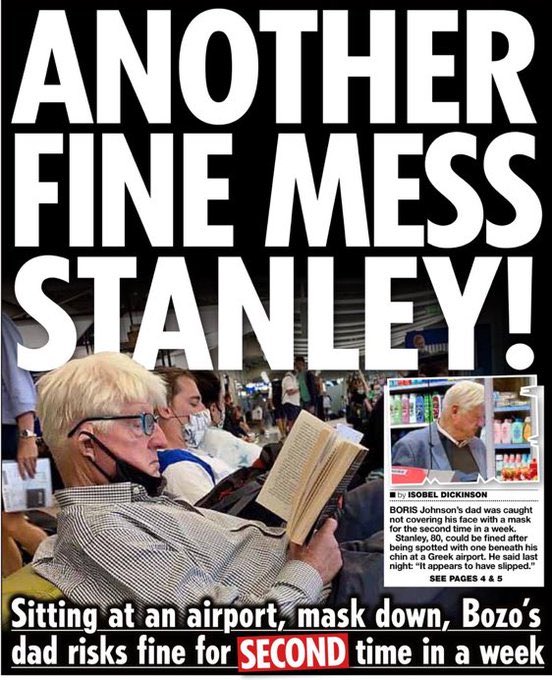 ANOTHER
FINE MESS
STANLEY!
■ by ISOBEL DICKINSON
BORIS Johnson's dad was caught
not covering his face with a mask
for the second time in a week.
Stanley, 80, could be fined after
being spotted with one beneath his
chin at a Greek airport. He said last
night: “It appears to have slipped.”
SEE PAGES 4 & 5
Sitting at an airport, mask down, Bozo's
dad risks fine for SECOND time in a week